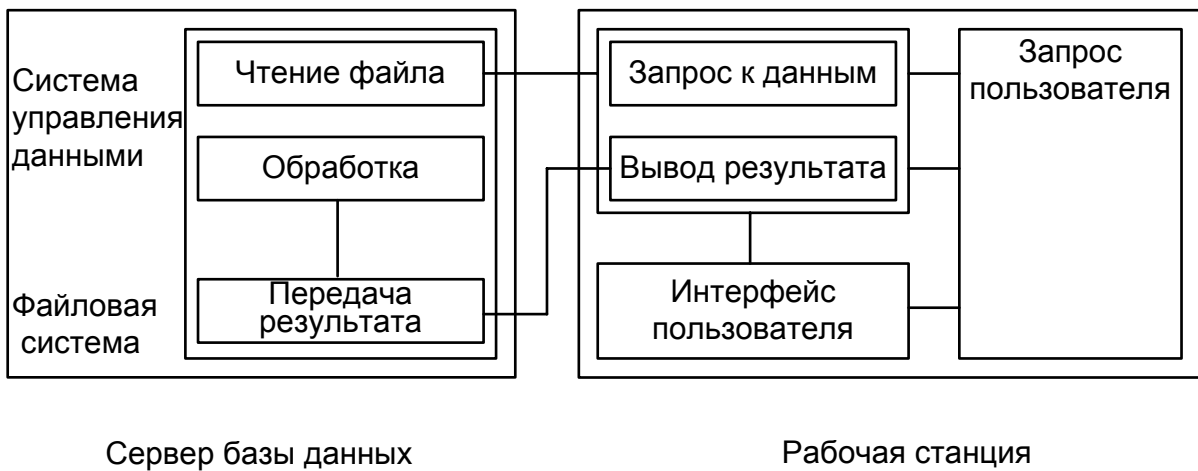 Система
управления
данными
Файловая
система
Чтение файла
Обработка
Передача
результата
Запрос к данным
Вывод результата
Интерфейс
пользователя
Запрос
пользователя
Сервер базы данных
Рабочая станция